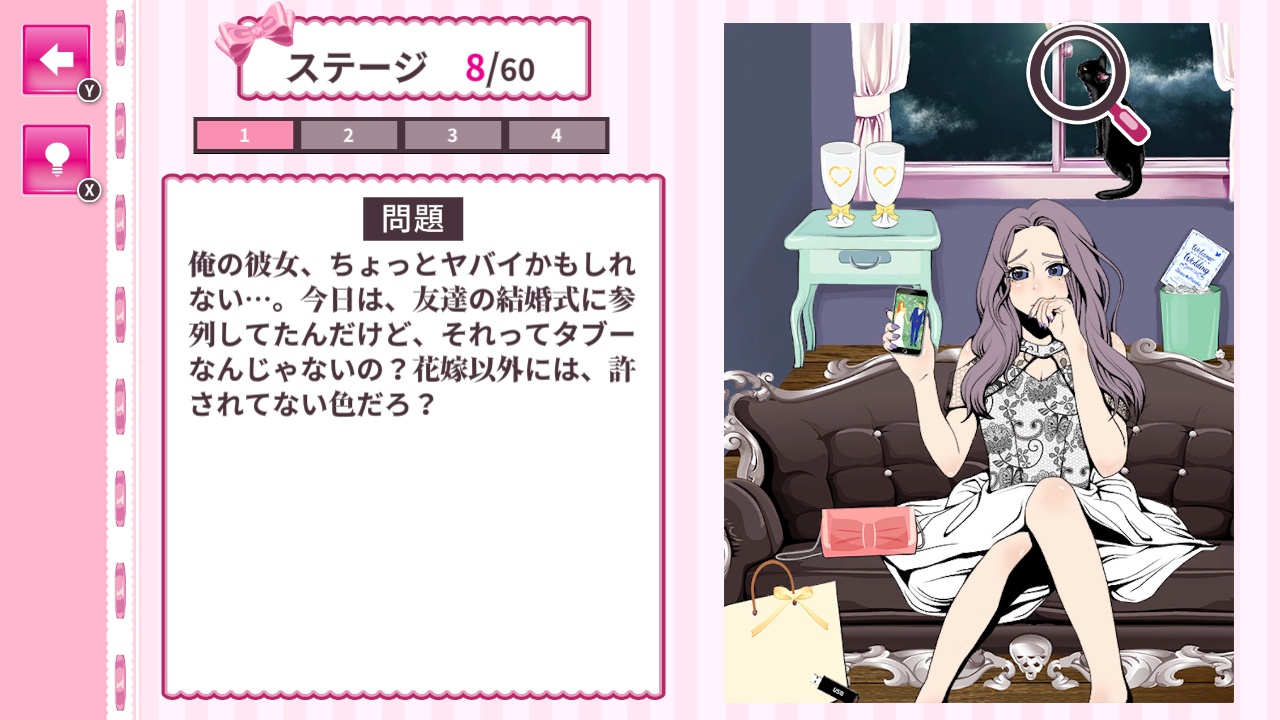 ステージ 8/60
1 2 3 4
Y
X
問題
俺の彼女、ちょっとヤバイかもしれ
ない…。今日は、友達の結婚式に参
列してたんだけど、それってタブー
なんじゃないの？花嫁以外には、許
されてない色だろ？
Welcome
Wedding
USB